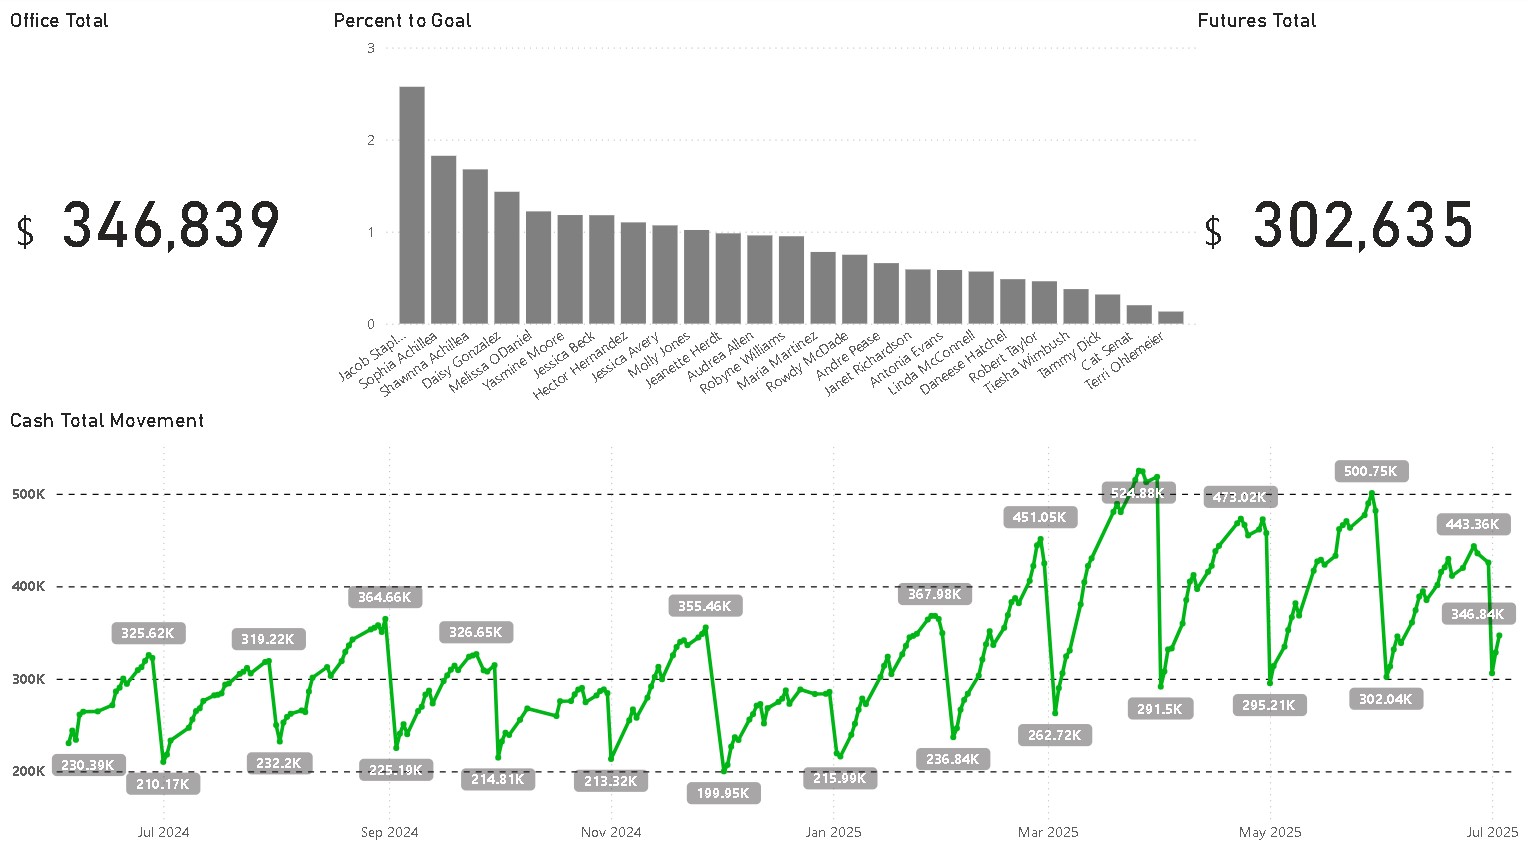 Office Total
Percent to Goal
Futures Total
3
2
1
0
$ 346,839
$ 302,635
Jacob Stapl...
Sophia Achillea
Shawnna Achillea
Daisy Gonzalez
Melissa ODaniel
Yasmine Moore
Jessica Beck
Hector Hernandez
Jessica Avery
Molly Jones
Jeanette Herdt
Audrea Allen
Robyne Williams
Maria Martinez
Rowdy McDade
Andre Pease
Janet Richardson
Antonia Evans
Linda McConnell
Daneese Hatchel
Robert Taylor
Tiesha Wimbush
Tammy Dick
Cat Senat
Terri Ohlemeier
Cash Total Movement
500K
400K
300K
200K
230.39K
325.62K
210.17K
319.22K
232.2K
364.66K
225.19K
326.65K
214.81K
213.32K
355.46K
199.95K
215.99K
367.98K
236.84K
451.05K
262.72K
524.88K
291.5K
473.02K
295.21K
500.75K
302.04K
443.36K
346.84K
Jul 2024
Sep 2024
Nov 2024
Jan 2025
Mar 2025
May 2025
Jul 2025